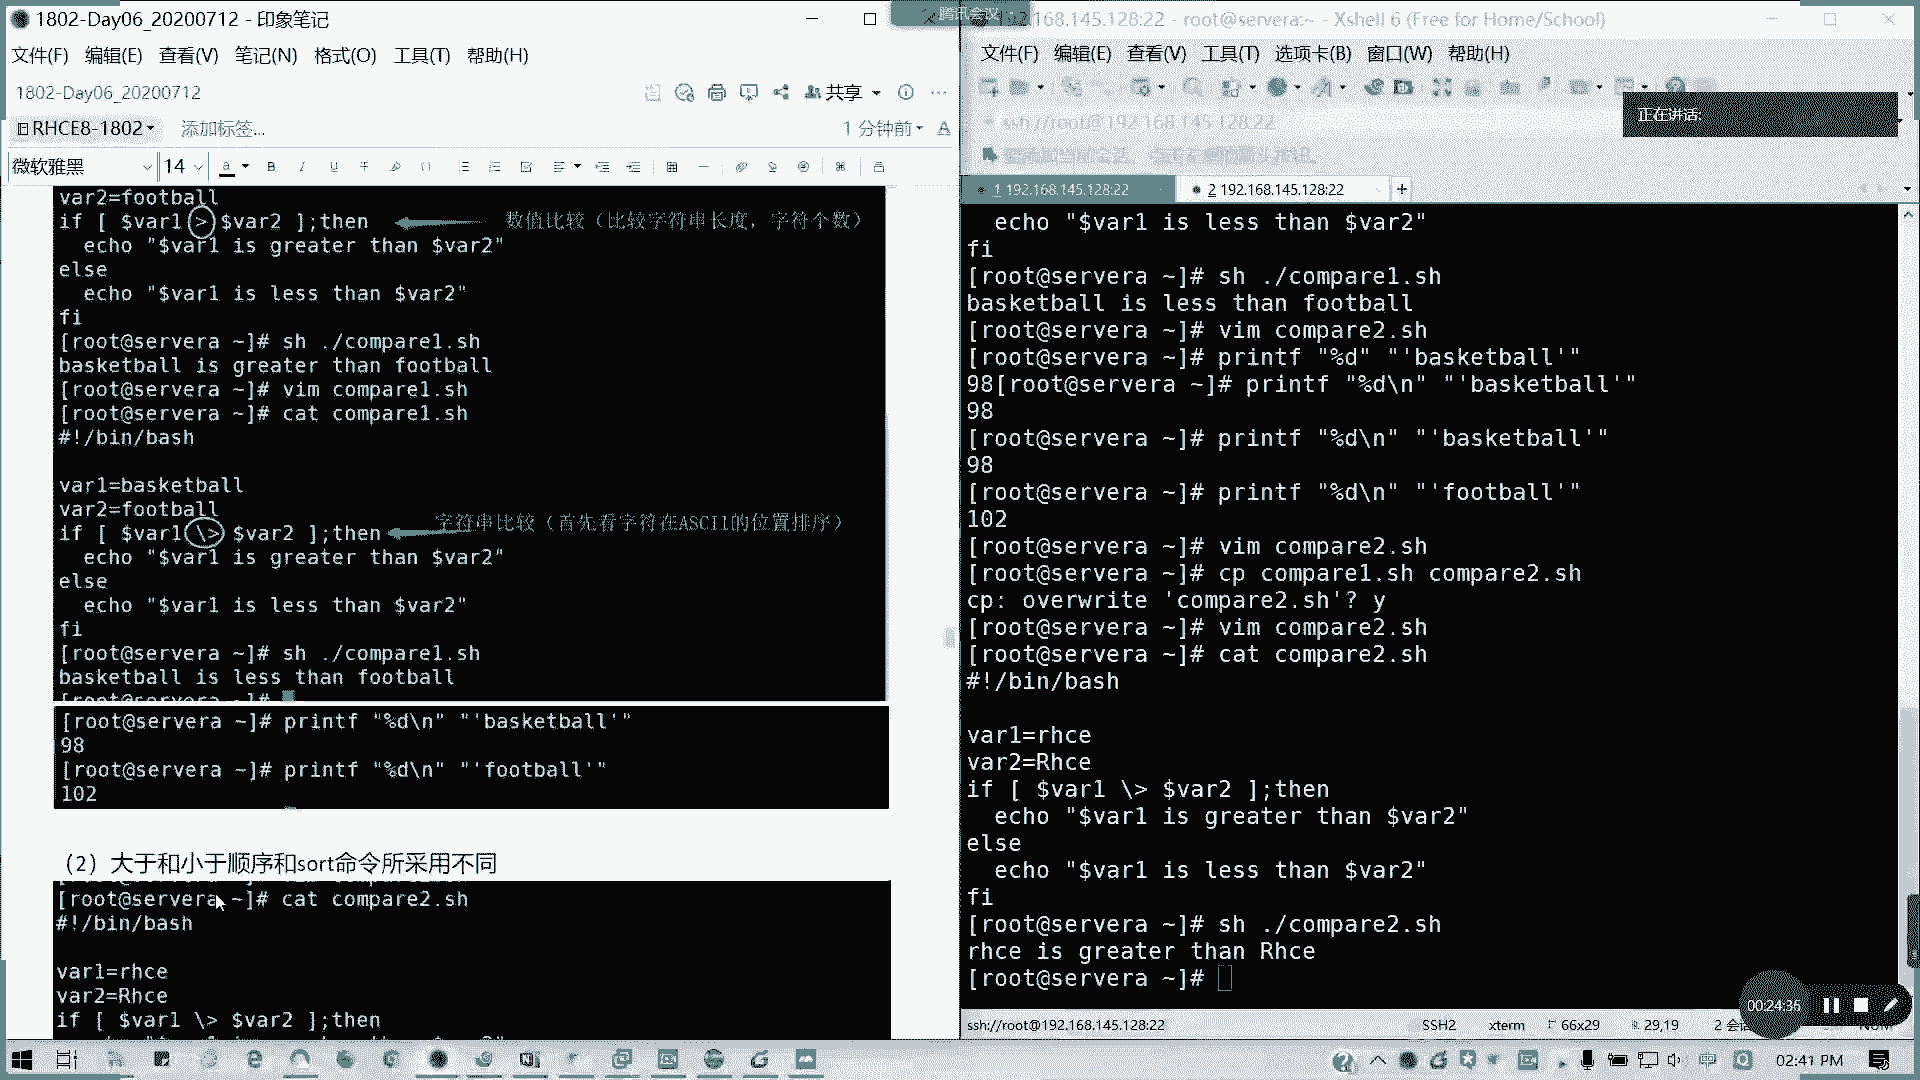 1802-Day06_20200712 - 印象笔记
文件(F) 编辑(E) 查看(V) 笔记(N) 格式(O) 工具(T) 帮助(H)
1802-Day06_20200712
共享
RHCE8-1802
添加标签...
1 分钟前
微软雅黑 14
var2=football
if [ $var1 > $var2 ];then 数值比较（比较字符串长度，字符个数）
  echo "$var1 is greater than $var2"
else
  echo "$var1 is less than $var2"
fi
[root@servera ~]# sh ./compare1.sh
basketball is greater than football
[root@servera ~]# vim compare1.sh
[root@servera ~]# cat compare1.sh
#!/bin/bash
var1=basketball
var2=football
if [ $var1 \> $var2 ];then 字符串比较（首先看字符在ASCII的位置排序）
  echo "$var1 is greater than $var2"
else
  echo "$var1 is less than $var2"
fi
[root@servera ~]# sh ./compare1.sh
basketball is less than football
[root@servera ~]#
[root@servera ~]# printf "%d\n" "'basketball'"
98
[root@servera ~]# printf "%d\n" "'football'"
102
（2）大于和小于顺序和sort命令所采用不同
[root@servera ~]# cat compare2.sh
#!/bin/bash
var1=rhce
var2=Rhce
if [ $var1 \> $var2 ];then
腾讯会议
192.168.145.128:22 - root@servera:~ - Xshell 6 (Free for Home/School)
文件(F) 编辑(E) 查看(V) 工具(T) 选项卡(B) 窗口(W) 帮助(H)
ssh://root@192.168.145.128:22
正在讲话:
1 192.168.145.128:22
2 192.168.145.128:22
  echo "$var1 is less than $var2"
fi
[root@servera ~]# sh ./compare1.sh
basketball is less than football
[root@servera ~]# vim compare2.sh
[root@servera ~]# printf "%d" "'basketball'"
98[root@servera ~]# printf "%d\n" "'basketball'"
98
[root@servera ~]# printf "%d\n" "'basketball'"
98
[root@servera ~]# printf "%d\n" "'football'"
102
[root@servera ~]# vim compare2.sh
[root@servera ~]# cp compare1.sh compare2.sh
cp: overwrite 'compare2.sh'? y
[root@servera ~]# vim compare2.sh
[root@servera ~]# cat compare2.sh
#!/bin/bash
var1=rhce
var2=Rhce
if [ $var1 \> $var2 ];then
  echo "$var1 is greater than $var2"
else
  echo "$var1 is less than $var2"
fi
[root@servera ~]# sh ./compare2.sh
rhce is greater than Rhce
[root@servera ~]#
00:24:35
ssh://root@192.168.145.128:22
SSH2 xterm 66x29 29,19
02:41 PM